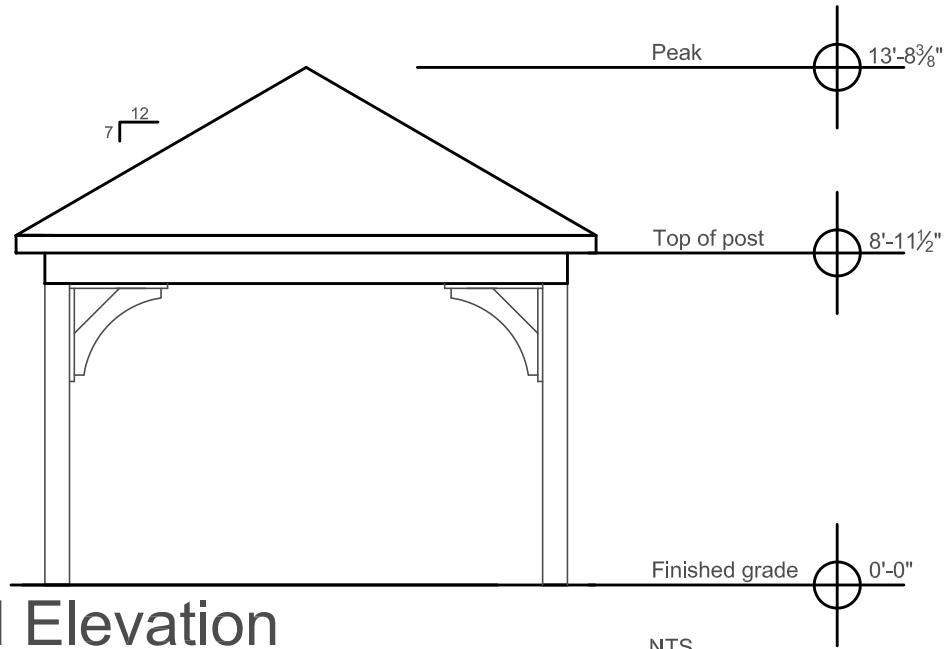 Peak 13'-8⅜"
12
7
Top of post 8'-11½"
Finished grade 0'-0"
Elevation
NTS